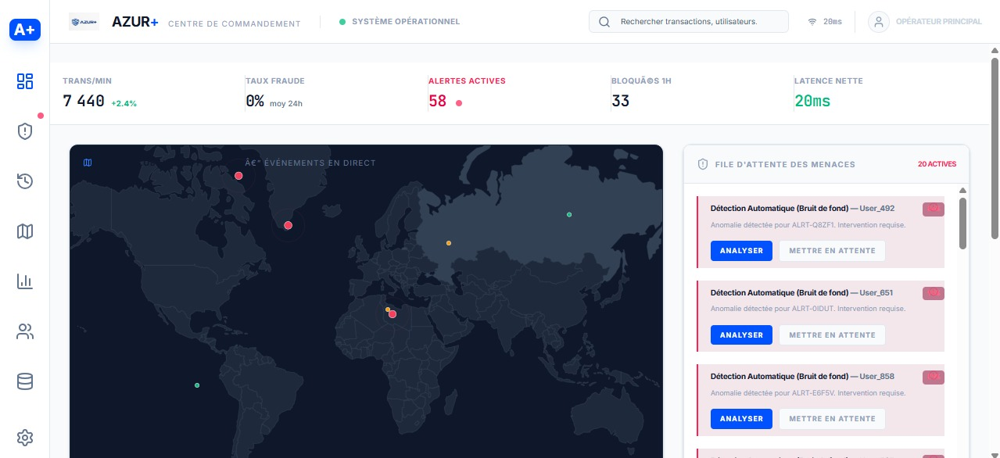 A+
AZUR+
AZUR+ CENTRE DE COMMANDEMENT
SYSTÈME OPÉRATIONNEL
Rechercher transactions, utilisateurs.
20ms
OPÉRATEUR PRINCIPAL
TRANS/MIN
7 440 +2.4%
TAUX FRAUDE
0% moy 24h
ALERTES ACTIVES
58
BLOQUÃ©S 1H
33
LATENCE NETTE
20ms
Â€" ÉVÉNEMENTS EN DIRECT
FILE D'ATTENTE DES MENACES
20 ACTIVES
Détection Automatique (Bruit de fond) — User_492
Anomalie détectée pour ALRT-Q8ZF1. Intervention requise.
ANALYSER
METTRE EN ATTENTE
Détection Automatique (Bruit de fond) — User_651
Anomalie détectée pour ALRT-0IDUT. Intervention requise.
ANALYSER
METTRE EN ATTENTE
Détection Automatique (Bruit de fond) — User_858
Anomalie détectée pour ALRT-E6F5V. Intervention requise.
ANALYSER
METTRE EN ATTENTE